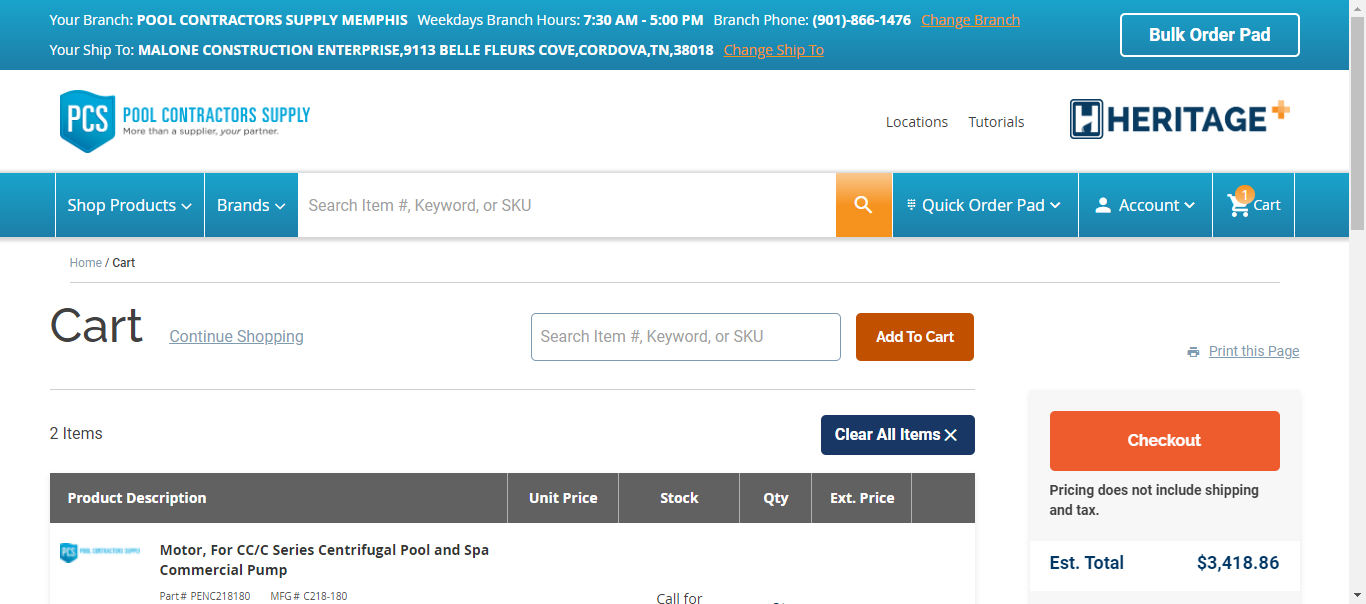 Your Branch: POOL CONTRACTORS SUPPLY MEMPHIS Weekdays Branch Hours: 7:30 AM - 5:00 PM Branch Phone: (901)-866-1476 Change Branch
Your Ship To: MALONE CONSTRUCTION ENTERPRISE,9113 BELLE FLEURS COVE,CORDOVA,TN,38018 Change Ship To
Bulk Order Pad
PCS POOL CONTRACTORS SUPPLY
More than a supplier, your partner.
Locations Tutorials
HERITAGE+
Shop Products Brands Search Item #, Keyword, or SKU Quick Order Pad Account 1 Cart
Home / Cart
Cart Continue Shopping Search Item #, Keyword, or SKU Add To Cart
Print this Page
2 Items Clear All Items
Checkout
Pricing does not include shipping
and tax.
Est. Total $3,418.86
Product Description Unit Price Stock Qty Ext. Price
PCS POOL CONTRACTORS SUPPLY
Motor, For CC/C Series Centrifugal Pool and Spa
Commercial Pump
Part# PENC218180 MFG# C218-180
Call for